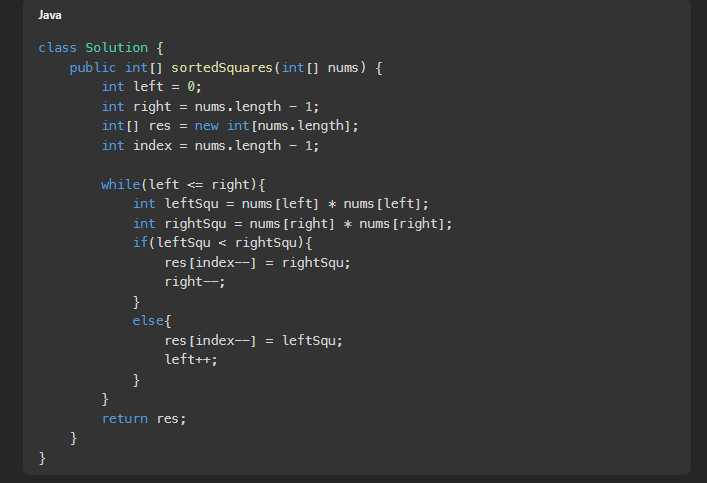 Java
class Solution {
    public int[] sortedSquares(int[] nums) {
        int left = 0;
        int right = nums.length - 1;
        int[] res = new int[nums.length];
        int index = nums.length - 1;

        while(left <= right){
            int leftSqu = nums[left] * nums[left];
            int rightSqu = nums[right] * nums[right];
            if(leftSqu < rightSqu){
                res[index--] = rightSqu;
                right--;
            }
            else{
                res[index--] = leftSqu;
                left++;
            }
        }
        return res;
    }
}